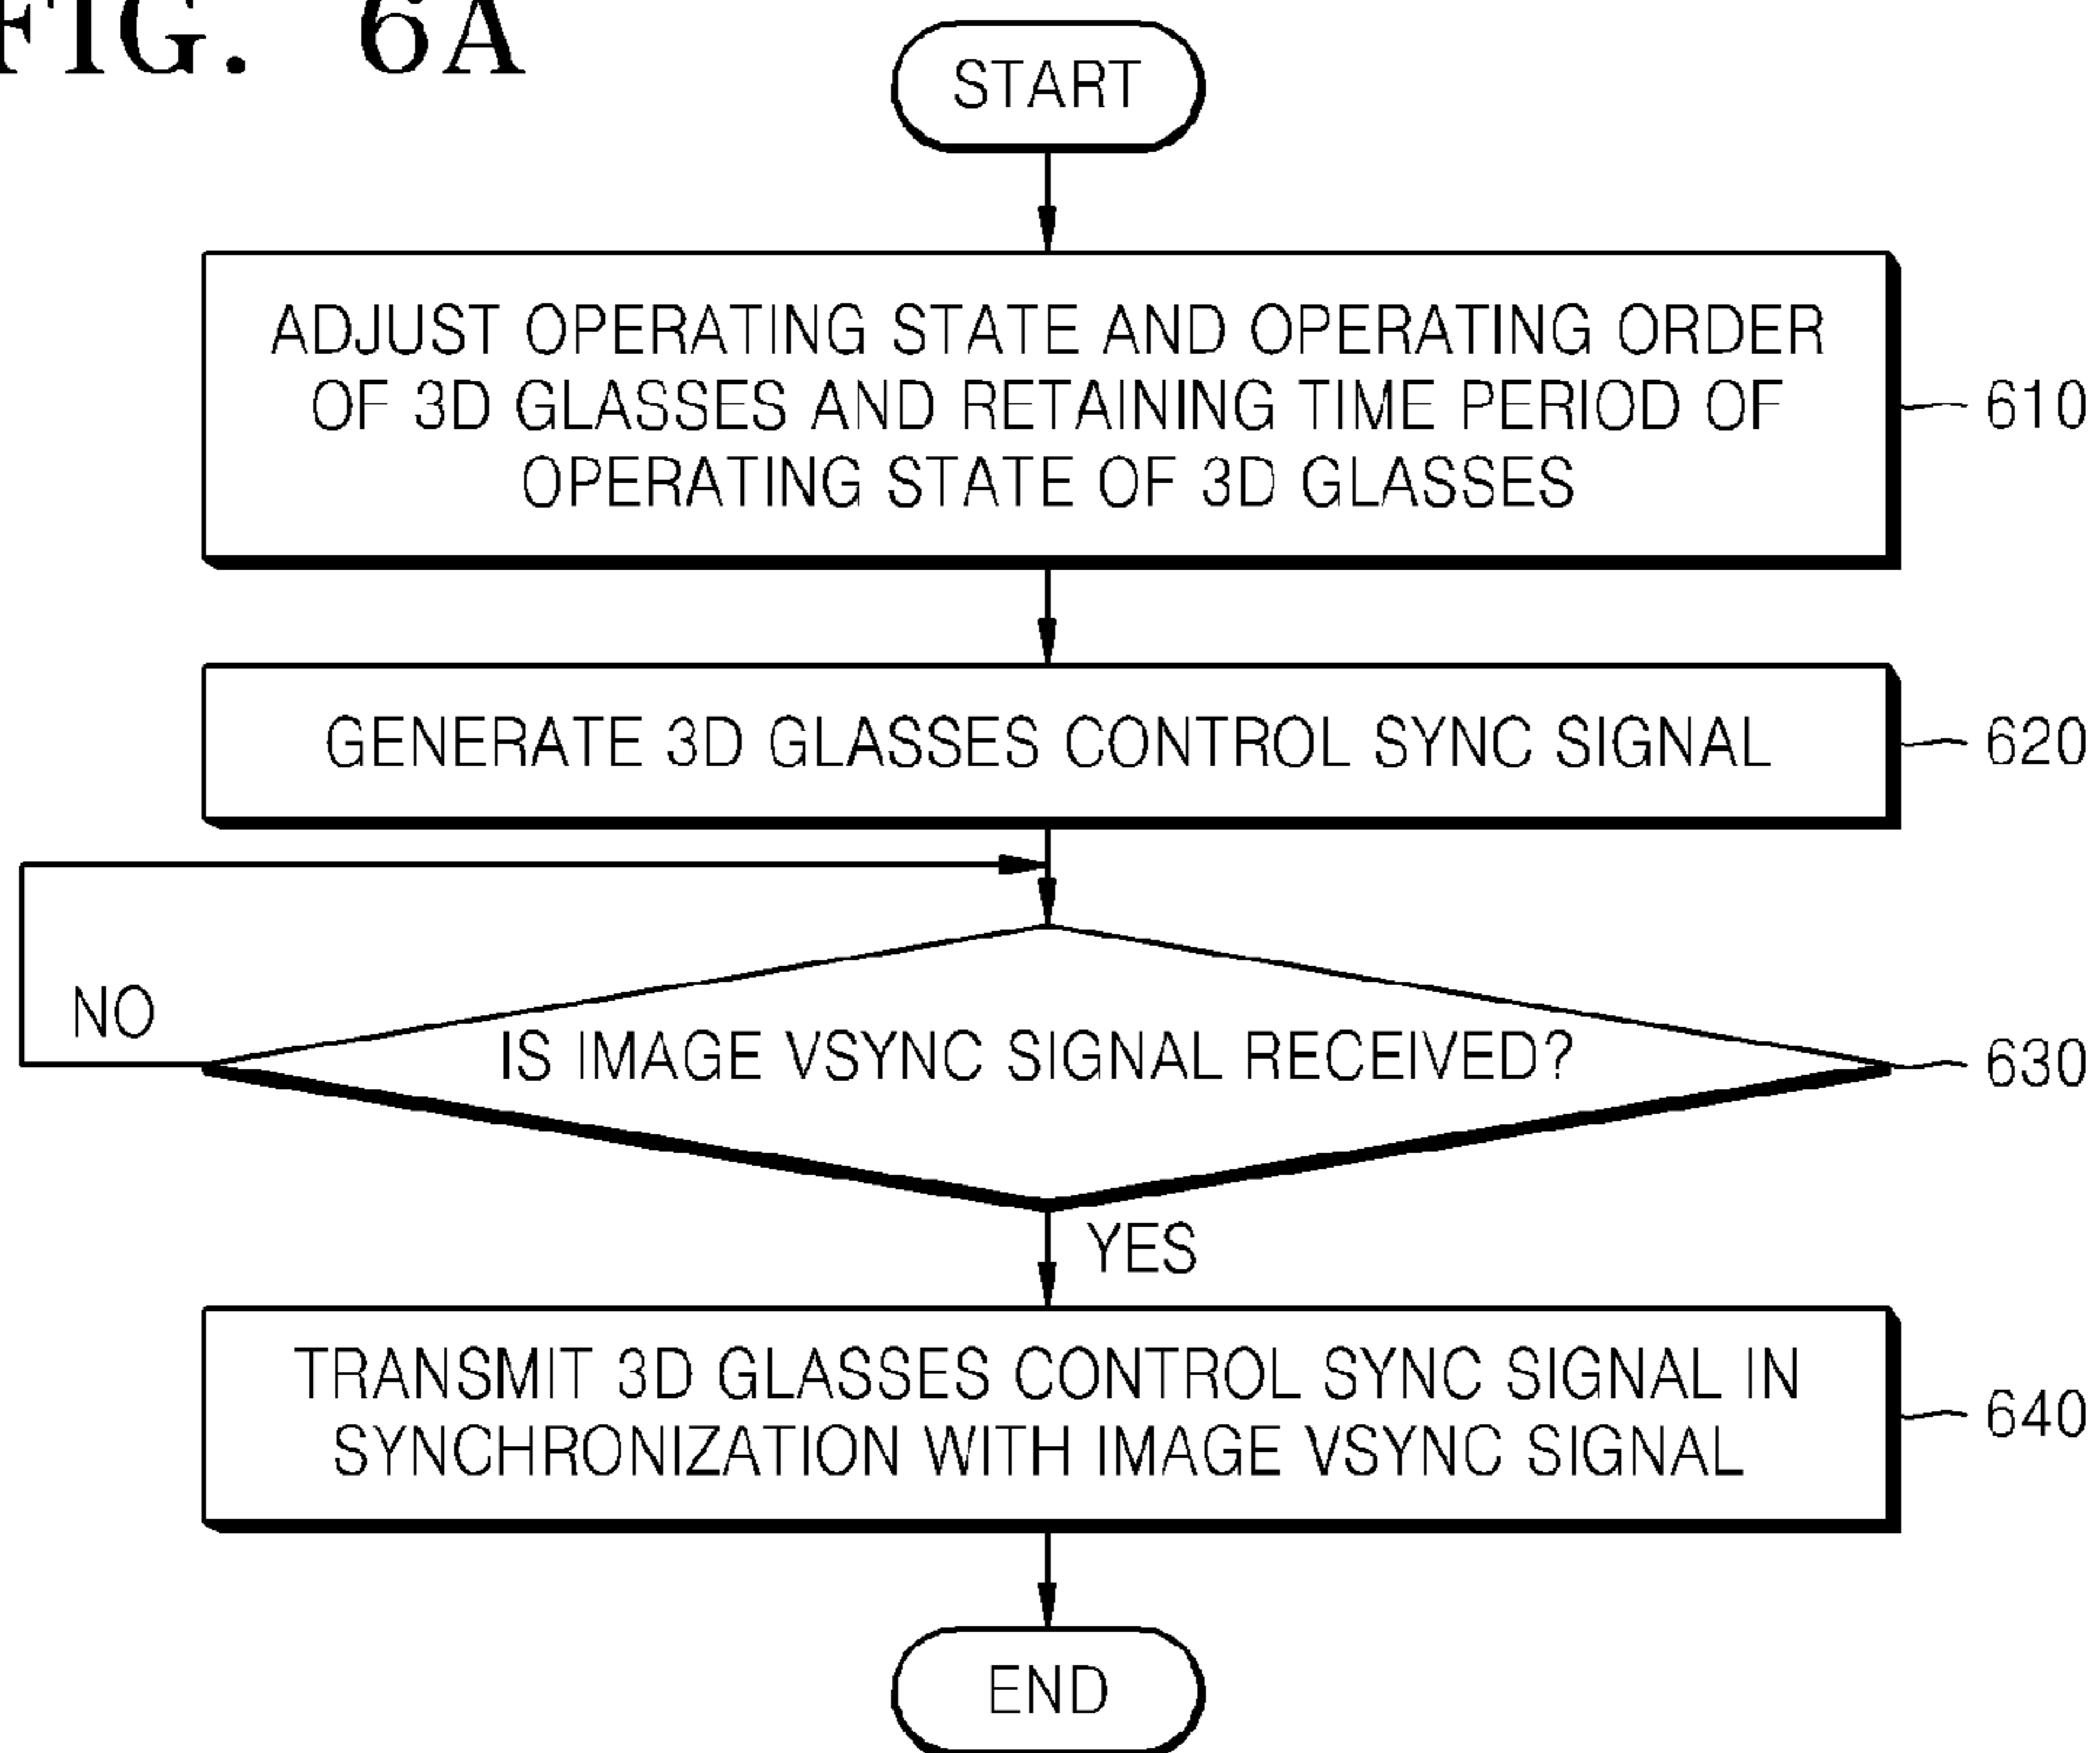 FIG. 6A
START
ADJUST OPERATING STATE AND OPERATING ORDER
OF 3D GLASSES AND RETAINING TIME PERIOD OF
OPERATING STATE OF 3D GLASSES
610
GENERATE 3D GLASSES CONTROL SYNC SIGNAL
620
NO
IS IMAGE VSYNC SIGNAL RECEIVED?
630
YES
TRANSMIT 3D GLASSES CONTROL SYNC SIGNAL IN
SYNCHRONIZATION WITH IMAGE VSYNC SIGNAL
640
END